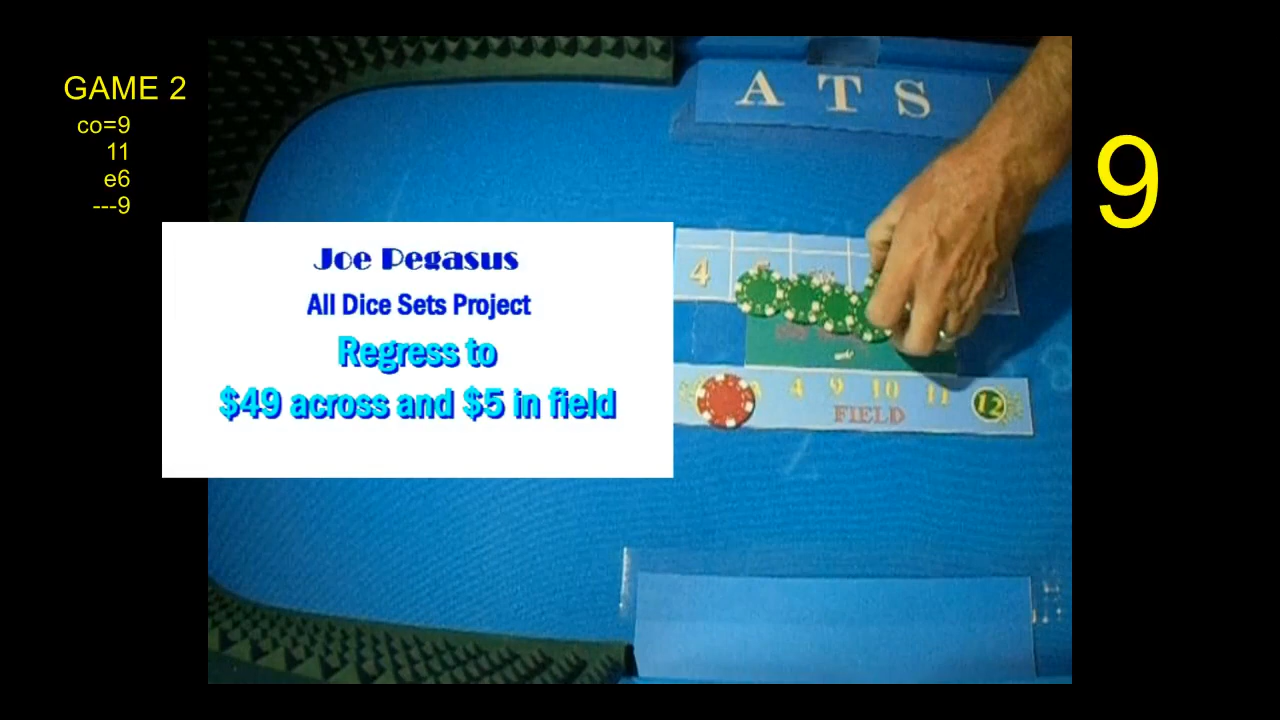 GAME 2
co=9
11
e6
---9
9
A T S
4
Joe Pegasus
All Dice Sets Project
Regress to
$49 across and $5 in field
4 9 10 11 12
FIELD